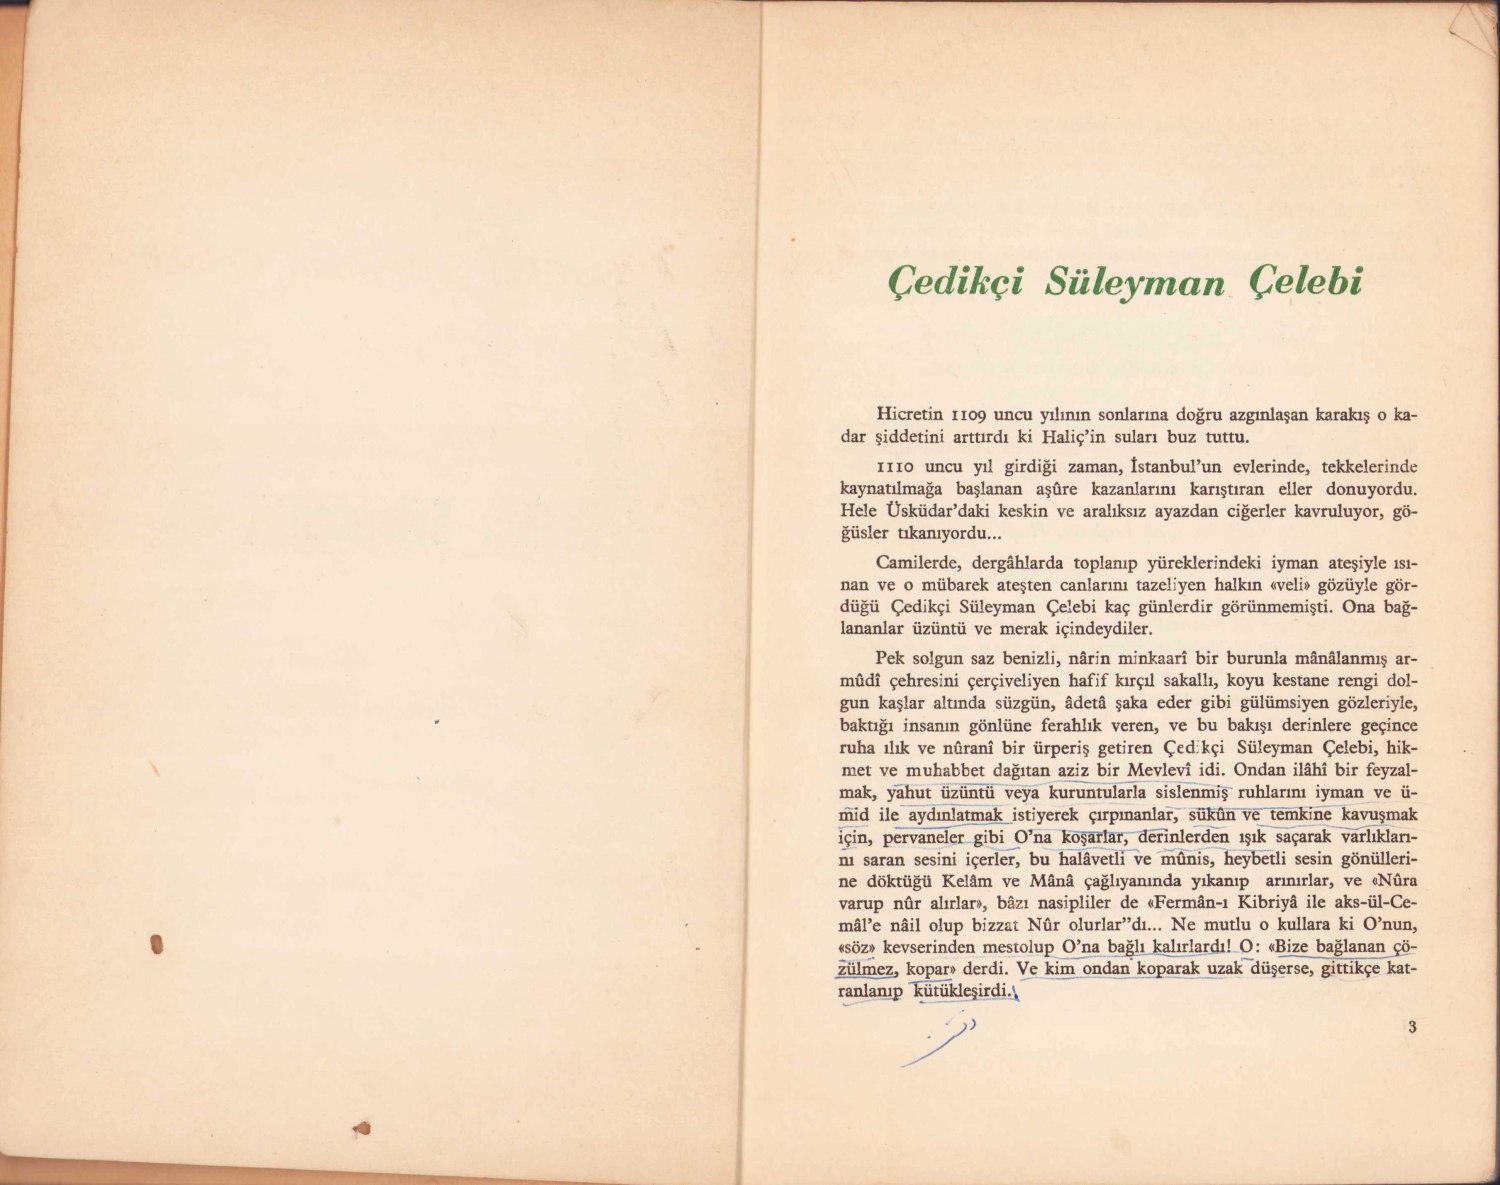 Çedikçi Süleyman Çelebi
Hicretin 1109 uncu yılının sonlarına doğru azgınlaşan karakış o ka-
dar şiddetini arttırdı ki Haliç’in suları buz tuttu.
1110 uncu yıl girdiği zaman, İstanbul’un evlerinde, tekkelerinde
kaynatılmağa başlanan aşûre kazanlarını karıştıran eller donuyordu.
Hele Üsküdar’daki keskin ve aralıksız ayazdan ciğerler kavruluyor, gö-
ğüsler tıkanıyordu...
Camilerde, dergâhlarda toplanıp yüreklerindeki iyman ateşiyle ısı-
nan ve o mübarek ateşten canlarını tazeliyen halkın «veli» gözüyle gör-
düğü Çedikçi Süleyman Çelebi kaç günlerdir görünmemişti. Ona bağ-
lananlar üzüntü ve merak içindeydiler.
Pek solgun saz benizli, nârin minkaarî bir burunla mânâlanmış ar-
mûdî çehresini çerçiveliyen hafif kırçıl sakallı, koyu kestane rengi dol-
gun kaşlar altında süzgün, âdetâ şaka eder gibi gülümsiyen gözleriyle,
baktığı insanın gönlüne ferahlık veren, ve bu bakışı derinlere geçince
ruha ılık ve nûranî bir ürperiş getiren Çedikçi Süleyman Çelebi, hik-
met ve muhabbet dağıtan aziz bir Mevlevî idi. Ondan ilâhî bir feyzal-
mak, yahut üzüntü veya kuruntularla sislenmiş ruhlarını iyman ve ü-
mid ile aydınlatmak istiyerek çırpınanlar, sükûn ve temkine kavuşmak
için, pervaneler gibi O’na koşarlar, derinlerden ışık saçarak varlıkları-
nı saran sesini içerler, bu halâvetli ve mûnis, heybetli sesin gönülleri-
ne döktüğü Kelâm ve Mânâ çağlıyanında yıkanıp arınırlar, ve «Nûra
varup nûr alırlar», bâzı nasipliler de «Fermân-ı Kibriyâ ile aks-ül-Ce-
mâl’e nâil olup bizzat Nûr olurlar”dı... Ne mutlu o kullara ki O’nun,
«söz» kevserinden mestolup O’na bağlı kalırlardı! O: «Bize bağlanan çö-
zülmez, kopar» derdi. Ve kim ondan koparak uzak düşerse, gittikçe kat-
ranlanıp kütükleşirdi.
3